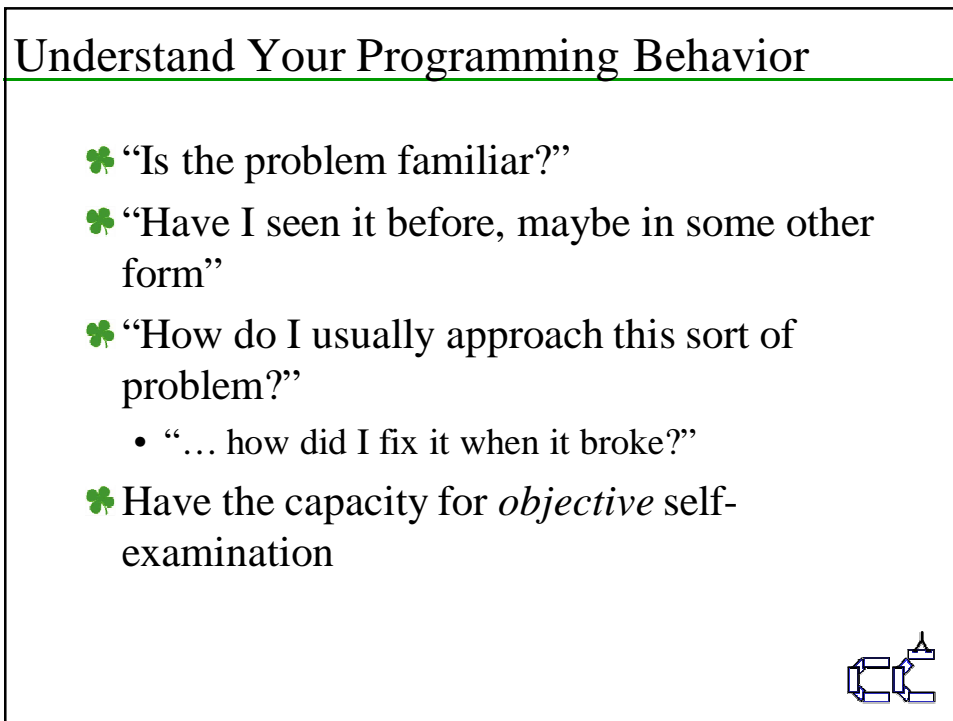 Understand Your Programming Behavior
“Is the problem familiar?”
“Have I seen it before, maybe in some other
form”
“How do I usually approach this sort of
problem?”
• “… how did I fix it when it broke?”
Have the capacity for objective self-
examination